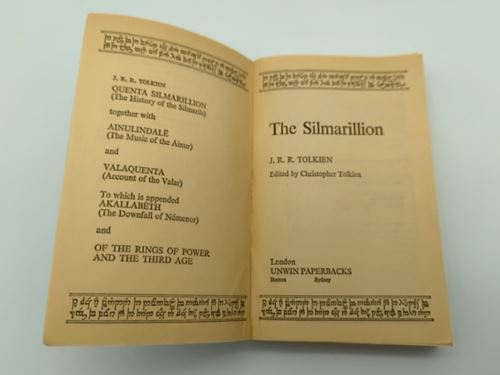 J. R. R. TOLKIEN
QUENTA SILMARILLION
(The History of the Silmarils)
together with
AINULINDALË
(The Music of the Ainur)
and
VALAQUENTA
(Account of the Valar)
To which is appended
AKALLABÊTH
(The Downfall of Númenor)
and
OF THE RINGS OF POWER
AND THE THIRD AGE
The Silmarillion
J. R. R. TOLKIEN
Edited by Christopher Tolkien
London
UNWIN PAPERBACKS
Boston Sydney